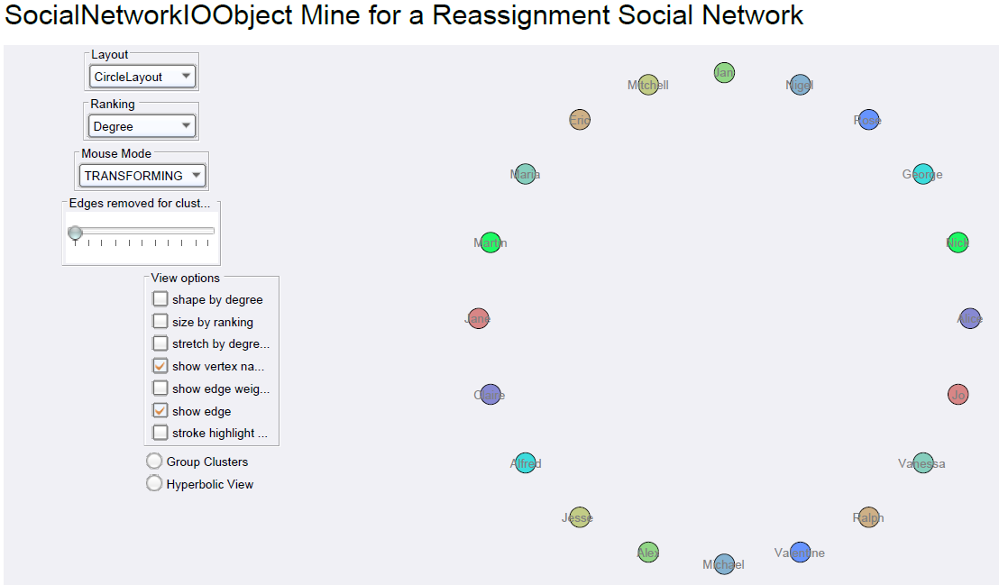 SocialNetworkIOObject Mine for a Reassignment Social Network
Layout
CircleLayout
Ranking
Degree
Mouse Mode
TRANSFORMING
Edges removed for clust...
View options
shape by degree
size by ranking
stretch by degre...
show vertex na...
show edge weig...
show edge
stroke highlight ...
Group Clusters
Hyperbolic View
Jan
Mitchell
Nigel
Eric
Rose
Maria
George
Martin
Nick
Jane
Alice
Claire
Jo
Alfred
Vanessa
Jesse
Ralph
Alex
Valentine
Michael